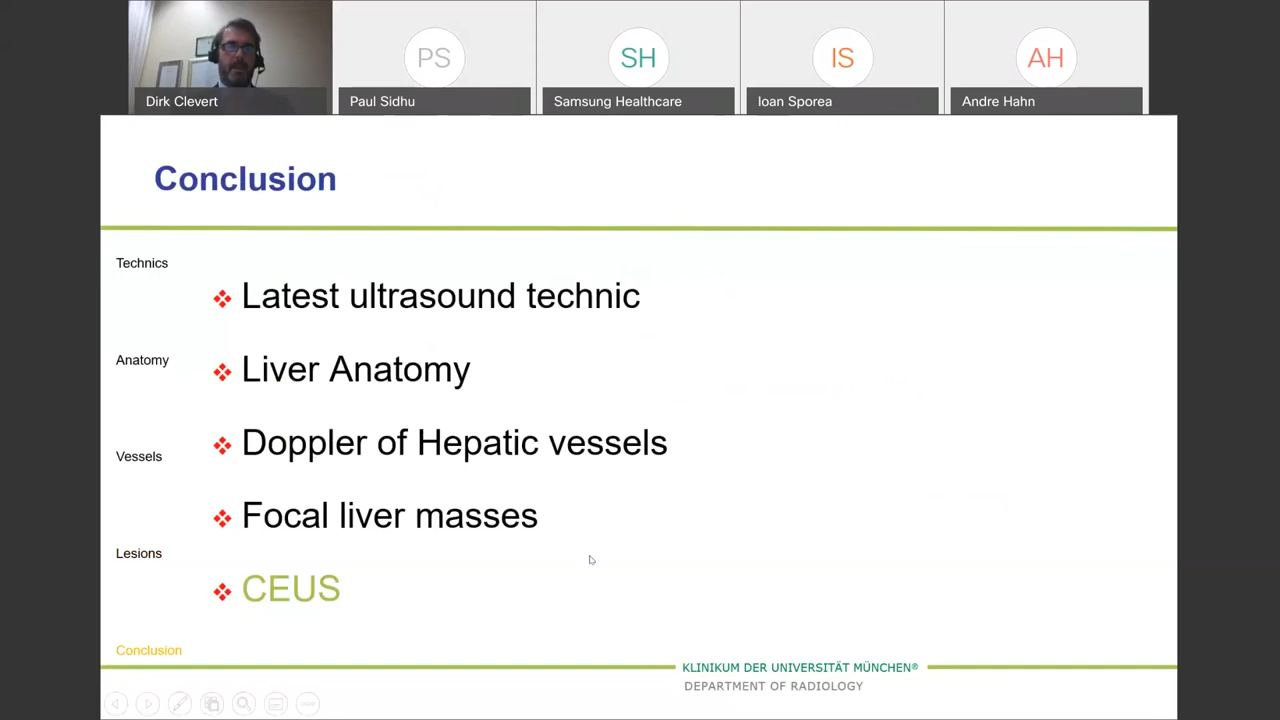 PS
SH
IS
AH
Dirk Clevert
Paul Sidhu
Samsung Healthcare
Ioan Sporea
Andre Hahn
Conclusion
Technics
Latest ultrasound technic
Anatomy
Liver Anatomy
Vessels
Doppler of Hepatic vessels
Focal liver masses
Lesions
CEUS
Conclusion
KLINIKUM DER UNIVERSITÄT MÜNCHEN®
DEPARTMENT OF RADIOLOGY